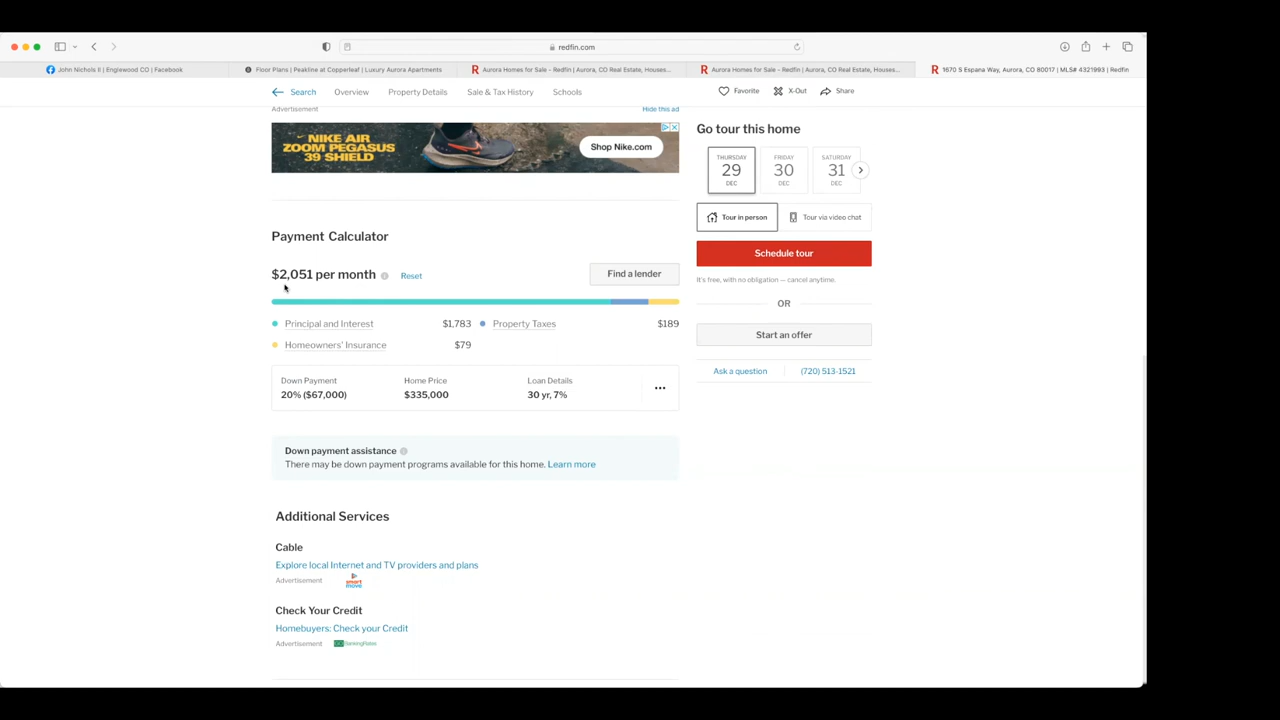 redfin.com
John Nichols II | Englewood CO | Facebook
Floor Plans | Peakline at Copperleaf | Luxury Aurora Apartments
Aurora Homes for Sale - Redfin | Aurora, CO Real Estate, Houses...
Aurora Homes for Sale - Redfin | Aurora, CO Real Estate, Houses...
1670 S Espana Way, Aurora, CO 80017 | MLS# 4321993 | Redfin
Search Overview Property Details Sale & Tax History Schools
Favorite X-Out Share
Advertisement Hide this ad
NIKE AIR
ZOOM PEGASUS
39 SHIELD
Shop Nike.com
Payment Calculator
$2,051 per month Reset Find a lender
Principal and Interest $1,783 Property Taxes $189
Homeowners' Insurance $79
Down Payment Home Price Loan Details
20% ($67,000) $335,000 30 yr, 7%
Down payment assistance
There may be down payment programs available for this home. Learn more
Additional Services
Cable
Explore local Internet and TV providers and plans
Advertisement smart
move
Check Your Credit
Homebuyers: Check your Credit
Advertisement
Go tour this home
THURSDAY FRIDAY SATURDAY
29 30 31
DEC DEC DEC
Tour in person Tour via video chat
Schedule tour
It's free, with no obligation — cancel anytime.
OR
Start an offer
Ask a question (720) 513-1521